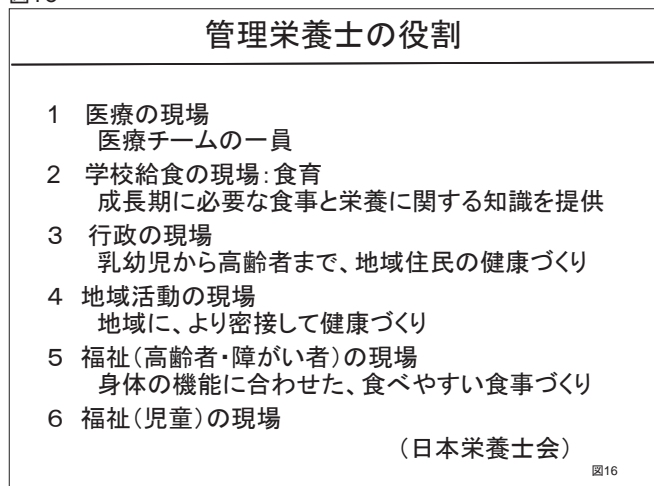 管理栄養士の役割
1 医療の現場
医療チームの一員
2 学校給食の現場:食育
成長期に必要な食事と栄養に関する知識を提供
3 行政の現場
乳幼児から高齢者まで、地域住民の健康づくり
4 地域活動の現場
地域に、より密接して健康づくり
5 福祉(高齢者・障がい者)の現場
身体の機能に合わせた、食べやすい食事づくり
6 福祉(児童)の現場
(日本栄養士会)
図16